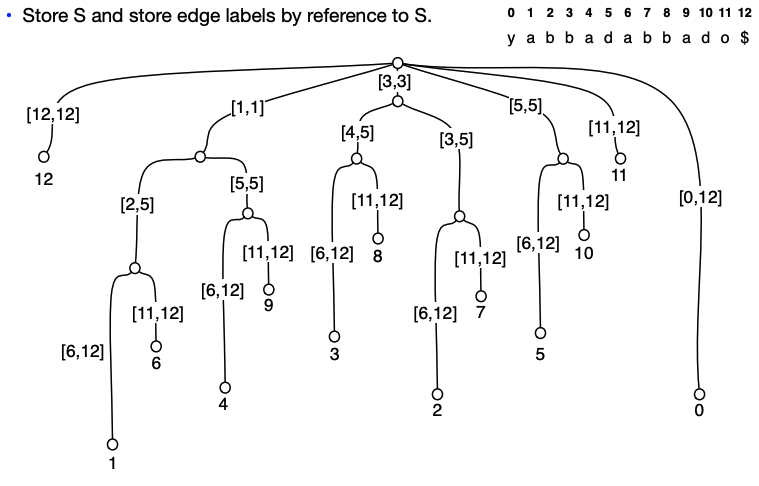 • Store S and store edge labels by reference to S.
0 1 2 3 4 5 6 7 8 9 10 11 12
y a b b a d a b b a d o $
[3,3]
[12,12] [1,1] [5,5]
[4,5] [3,5] [11,12]
12 [5,5] 11
[2,5] [11,12] [11,12] [0,12]
[11,12] [6,12] 8 [11,12] [6,12] 10
[6,12] 9 7
[11,12] [6,12]
[6,12] 6 3 5
4 2 0
1